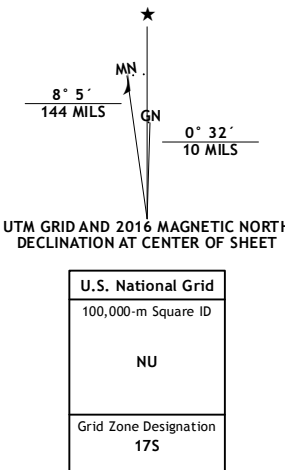 ★
MN
GN
8° 5´
144 MILS
0° 32´
10 MILS
UTM GRID AND 2016 MAGNETIC NORTH
DECLINATION AT CENTER OF SHEET
U.S. National Grid
100,000-m Square ID
NU
Grid Zone Designation
17S